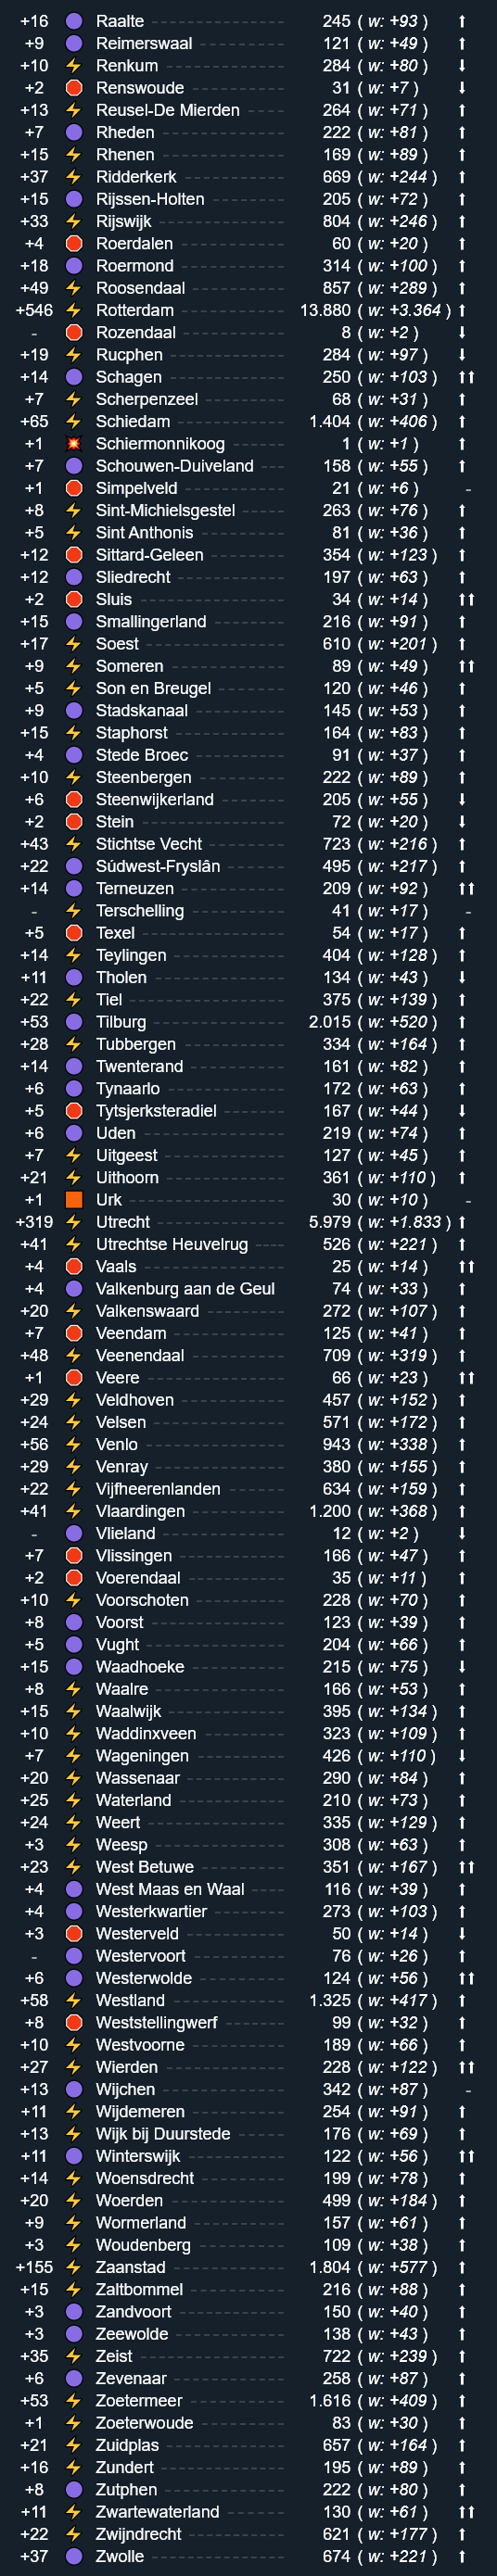 +16 Raalte 245 ( w: +93 ) ↑
+9 Reimerswaal 121 ( w: +49 ) ↑
+10 Renkum 284 ( w: +80 ) ↓
+2 Renswoude 31 ( w: +7 ) ↓
+13 Reusel-De Mierden 264 ( w: +71 ) ↑
+7 Rheden 222 ( w: +81 ) ↑
+15 Rhenen 169 ( w: +89 ) ↑
+37 Ridderkerk 669 ( w: +244 ) ↑
+15 Rijssen-Holten 205 ( w: +72 ) ↑
+33 Rijswijk 804 ( w: +246 ) ↑
+4 Roerdalen 60 ( w: +20 ) ↑
+18 Roermond 314 ( w: +100 ) ↑
+49 Roosendaal 857 ( w: +289 ) ↑
+546 Rotterdam 13.880 ( w: +3.364 ) ↑
- Rozendaal 8 ( w: +2 ) ↓
+19 Rucphen 284 ( w: +97 ) ↓
+14 Schagen 250 ( w: +103 ) ↑↑
+7 Scherpenzeel 68 ( w: +31 ) ↑
+65 Schiedam 1.404 ( w: +406 ) ↑
+1 Schiermonnikoog 1 ( w: +1 ) ↑
+7 Schouwen-Duiveland 158 ( w: +55 ) ↑
+1 Simpelveld 21 ( w: +6 ) -
+8 Sint-Michielsgestel 263 ( w: +76 ) ↑
+5 Sint Anthonis 81 ( w: +36 ) ↑
+12 Sittard-Geleen 354 ( w: +123 ) ↑
+12 Sliedrecht 197 ( w: +63 ) ↑
+2 Sluis 34 ( w: +14 ) ↑↑
+15 Smallingerland 216 ( w: +91 ) ↑
+17 Soest 610 ( w: +201 ) ↑
+9 Someren 89 ( w: +49 ) ↑↑
+5 Son en Breugel 120 ( w: +46 ) ↑
+9 Stadskanaal 145 ( w: +53 ) ↑
+15 Staphorst 164 ( w: +83 ) ↑
+4 Stede Broec 91 ( w: +37 ) ↑
+10 Steenbergen 222 ( w: +89 ) ↑
+6 Steenwijkerland 205 ( w: +55 ) ↓
+2 Stein 72 ( w: +20 ) ↓
+43 Stichtse Vecht 723 ( w: +216 ) ↑
+22 Súdwest-Fryslân 495 ( w: +217 ) ↑
+14 Terneuzen 209 ( w: +92 ) ↑↑
- Terschelling 41 ( w: +17 ) -
+5 Texel 54 ( w: +17 ) ↑
+14 Teylingen 404 ( w: +128 ) ↑
+11 Tholen 134 ( w: +43 ) ↓
+22 Tiel 375 ( w: +139 ) ↑
+53 Tilburg 2.015 ( w: +520 ) ↑
+28 Tubbergen 334 ( w: +164 ) ↑
+14 Twenterand 161 ( w: +82 ) ↑
+6 Tynaarlo 172 ( w: +63 ) ↑
+5 Tytsjerksteradiel 167 ( w: +44 ) ↓
+6 Uden 219 ( w: +74 ) ↑
+7 Uitgeest 127 ( w: +45 ) ↑
+21 Uithoorn 361 ( w: +110 ) ↑
+1 Urk 30 ( w: +10 ) -
+319 Utrecht 5.979 ( w: +1.833 ) ↑
+41 Utrechtse Heuvelrug 526 ( w: +221 ) ↑
+4 Vaals 25 ( w: +14 ) ↑↑
+4 Valkenburg aan de Geul 74 ( w: +33 ) ↑
+20 Valkenswaard 272 ( w: +107 ) ↑
+7 Veendam 125 ( w: +41 ) ↑
+48 Veenendaal 709 ( w: +319 ) ↑
+1 Veere 66 ( w: +23 ) ↑↑
+29 Veldhoven 457 ( w: +152 ) ↑
+24 Velsen 571 ( w: +172 ) ↑
+56 Venlo 943 ( w: +338 ) ↑
+29 Venray 380 ( w: +155 ) ↑
+22 Vijfheerenlanden 634 ( w: +159 ) ↑
+41 Vlaardingen 1.200 ( w: +368 ) ↑
- Vlieland 12 ( w: +2 ) ↓
+7 Vlissingen 166 ( w: +47 ) ↑
+2 Voerendaal 35 ( w: +11 ) ↑
+10 Voorschoten 228 ( w: +70 ) ↑
+8 Voorst 123 ( w: +39 ) ↑
+5 Vught 204 ( w: +66 ) ↑
+15 Waadhoeke 215 ( w: +75 ) ↓
+8 Waalre 166 ( w: +53 ) ↑
+15 Waalwijk 395 ( w: +134 ) ↑
+10 Waddinxveen 323 ( w: +109 ) ↑
+7 Wageningen 426 ( w: +110 ) ↓
+20 Wassenaar 290 ( w: +84 ) ↑
+25 Waterland 210 ( w: +73 ) ↑
+24 Weert 335 ( w: +129 ) ↑
+3 Weesp 308 ( w: +63 ) ↑
+23 West Betuwe 351 ( w: +167 ) ↑↑
+4 West Maas en Waal 116 ( w: +39 ) ↑
+4 Westerkwartier 273 ( w: +103 ) ↑
+3 Westerveld 50 ( w: +14 ) ↓
- Westervoort 76 ( w: +26 ) ↑
+6 Westerwolde 124 ( w: +56 ) ↑↑
+58 Westland 1.325 ( w: +417 ) ↑
+8 Weststellingwerf 99 ( w: +32 ) ↑
+10 Westvoorne 189 ( w: +66 ) ↑
+27 Wierden 228 ( w: +122 ) ↑↑
+13 Wijchen 342 ( w: +87 ) -
+11 Wijdemeren 254 ( w: +91 ) ↑
+13 Wijk bij Duurstede 176 ( w: +69 ) ↑
+11 Winterswijk 122 ( w: +56 ) ↑↑
+14 Woensdrecht 199 ( w: +78 ) ↑
+20 Woerden 499 ( w: +184 ) ↑
+9 Wormerland 157 ( w: +61 ) ↑
+3 Woudenberg 109 ( w: +38 ) ↑
+155 Zaanstad 1.804 ( w: +577 ) ↑
+15 Zaltbommel 216 ( w: +88 ) ↑
+3 Zandvoort 150 ( w: +40 ) ↑
+3 Zeewolde 138 ( w: +43 ) ↑
+35 Zeist 722 ( w: +239 ) ↑
+6 Zevenaar 258 ( w: +87 ) ↑
+53 Zoetermeer 1.616 ( w: +409 ) ↑
+1 Zoeterwoude 83 ( w: +30 ) ↑
+21 Zuidplas 657 ( w: +164 ) ↑
+16 Zundert 195 ( w: +89 ) ↑
+8 Zutphen 222 ( w: +80 ) ↑
+11 Zwartewaterland 130 ( w: +61 ) ↑↑
+22 Zwijndrecht 621 ( w: +177 ) ↑
+37 Zwolle 674 ( w: +221 ) ↑